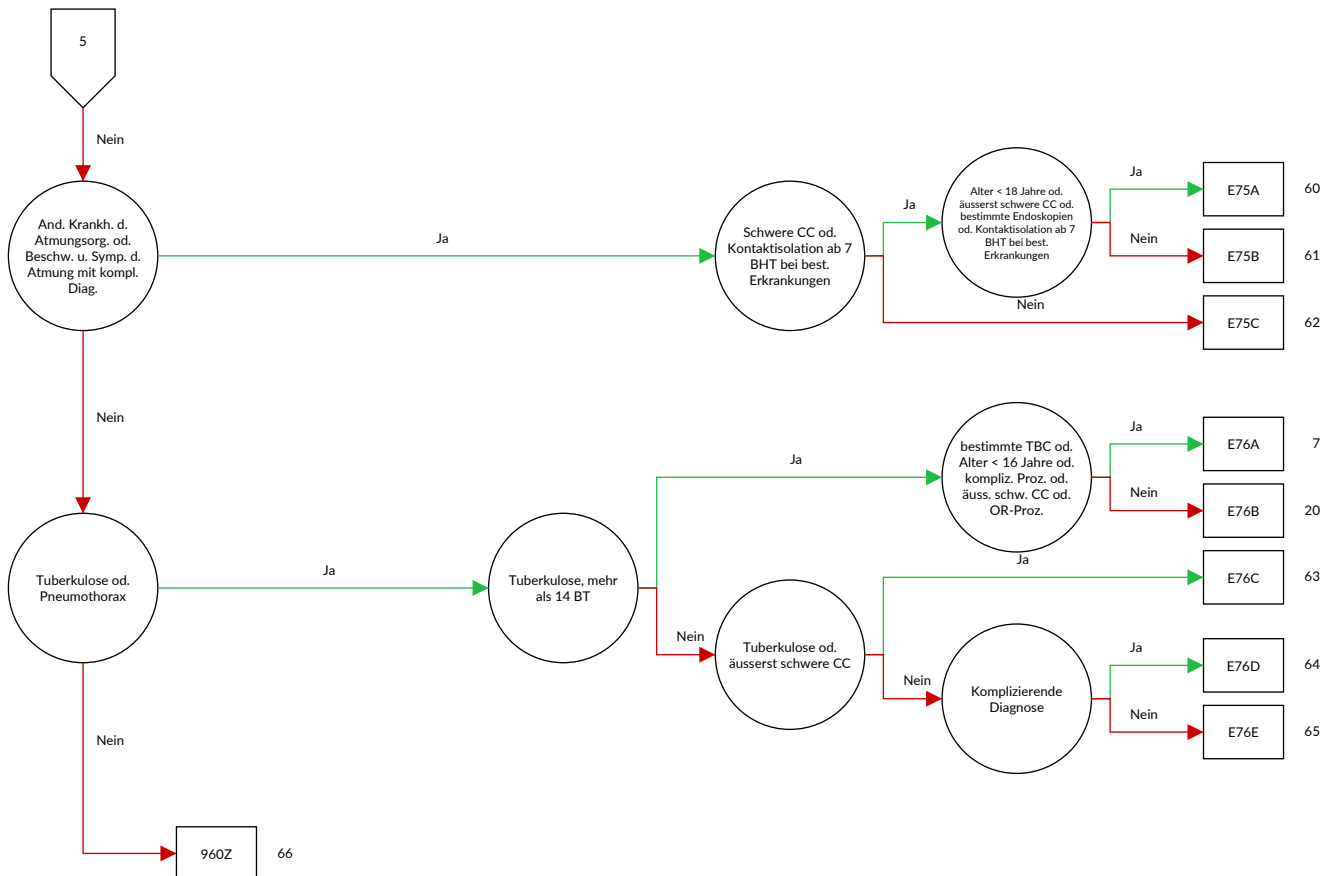 5
Nein
And. Krankh. d.
Atmungsorg. od.
Beschw. u. Symp. d.
Atmung mit kompl.
Diag.
Ja
Schwere CC od.
Kontaktisolation ab 7
BHT bei best.
Erkrankungen
Ja
Alter < 18 Jahre od.
äusserst schwere CC od.
bestimmte Endoskopien
od. Kontaktisolation ab 7
BHT bei best.
Erkrankungen
Ja
E75A 60
Nein
E75B 61
Nein
E75C 62
Nein
Tuberkulose od.
Pneumothorax
Ja
Tuberkulose, mehr
als 14 BT
Ja
bestimmte TBC od.
Alter < 16 Jahre od.
kompliz. Proz. od.
äuss. schw. CC od.
OR-Proz.
Ja
E76A 7
Nein
E76B 20
Nein
Tuberkulose od.
äusserst schwere CC
Ja
E76C 63
Nein
Komplizierende
Diagnose
Ja
E76D 64
Nein
E76E 65
Nein
960Z 66